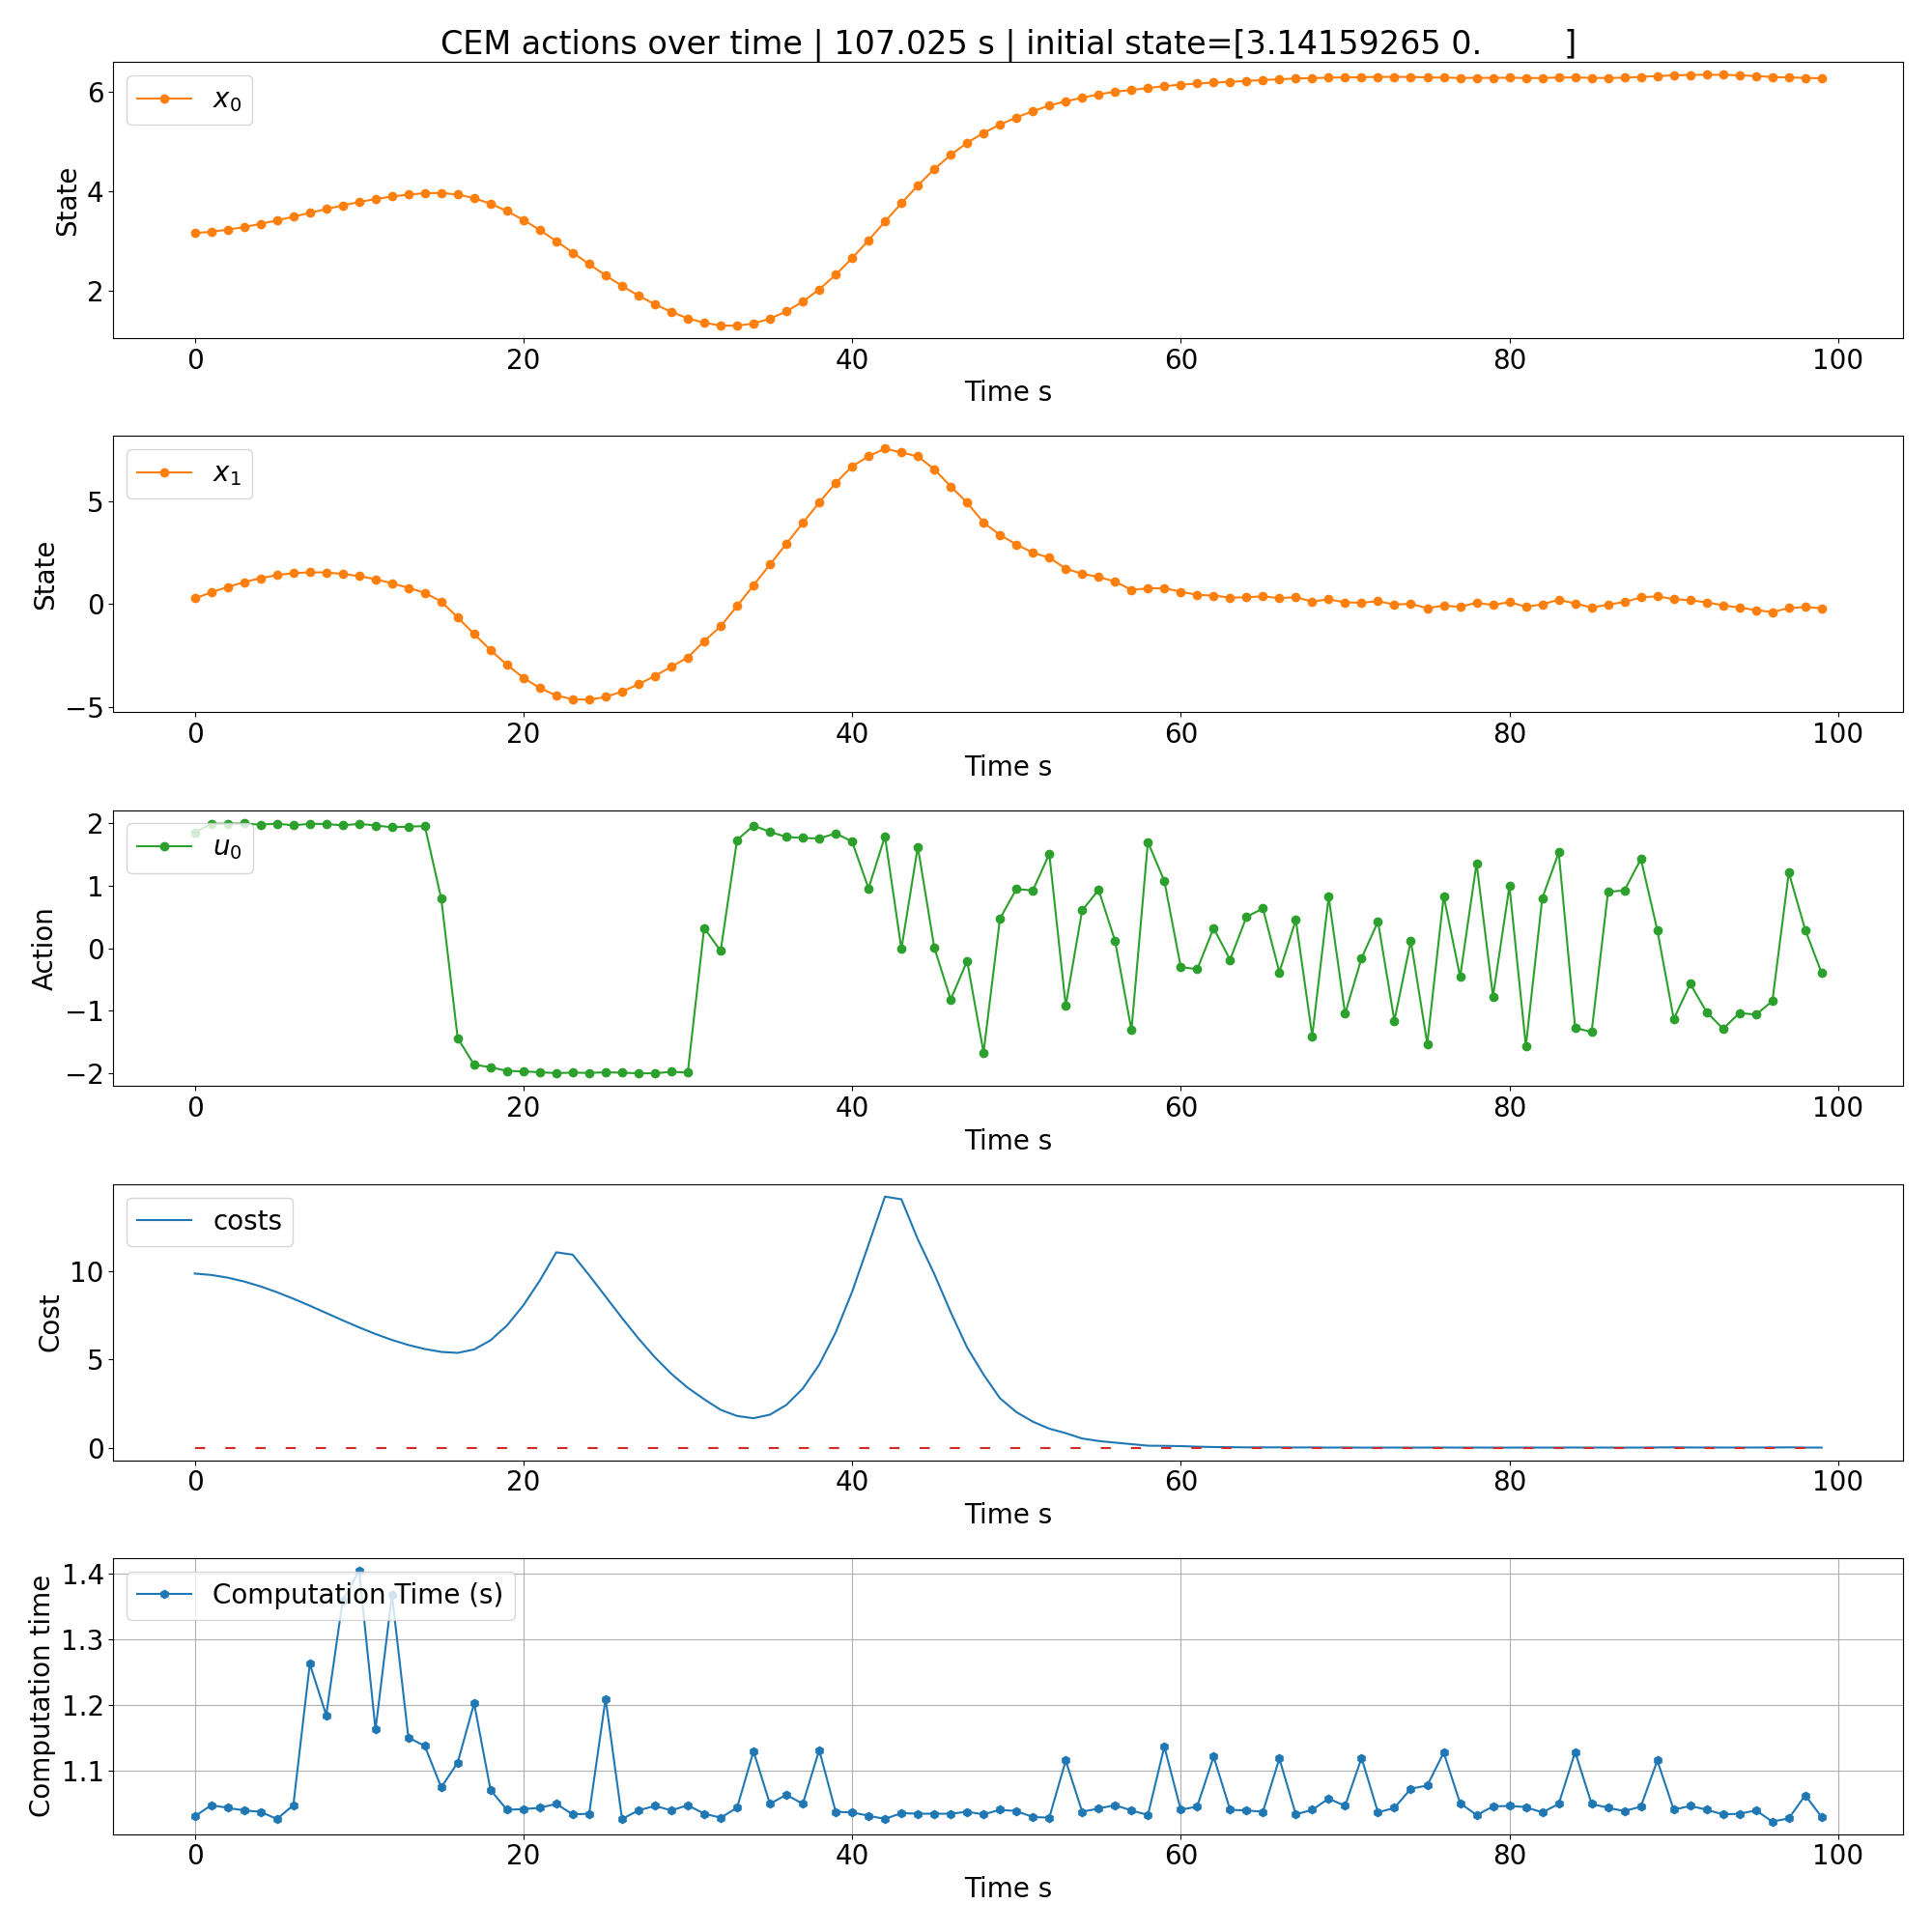 CEM actions over time | 107.025 s | initial state=[3.14159265 0.        ]
6
4
2
State
x₀
0 20 40 60 80 100
Time s
5
0
−5
State
x₁
0 20 40 60 80 100
Time s
2
1
0
−1
−2
Action
u₀
0 20 40 60 80 100
Time s
10
5
0
Cost
costs
0 20 40 60 80 100
Time s
1.4
1.3
1.2
1.1
Computation time
Computation Time (s)
0 20 40 60 80 100
Time s